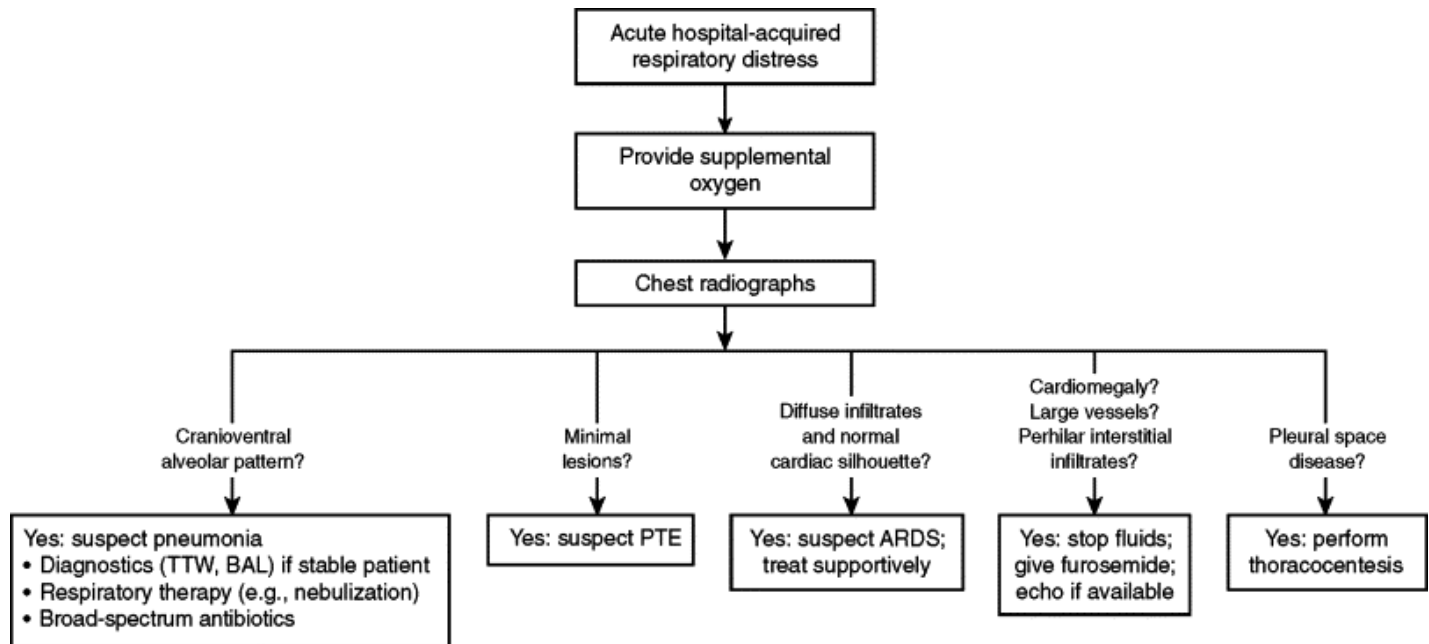 Acute hospital-acquired
respiratory distress
Provide supplemental
oxygen
Chest radiographs
Cranioventral
alveolar pattern?
Minimal
lesions?
Diffuse infiltrates
and normal
cardiac silhouette?
Cardiomegaly?
Large vessels?
Perhilar interstitial
infiltrates?
Pleural space
disease?
Yes: suspect pneumonia
• Diagnostics (TTW, BAL) if stable patient
• Respiratory therapy (e.g., nebulization)
• Broad-spectrum antibiotics
Yes: suspect PTE
Yes: suspect ARDS;
treat supportively
Yes: stop fluids;
give furosemide;
echo if available
Yes: perform
thoracocentesis